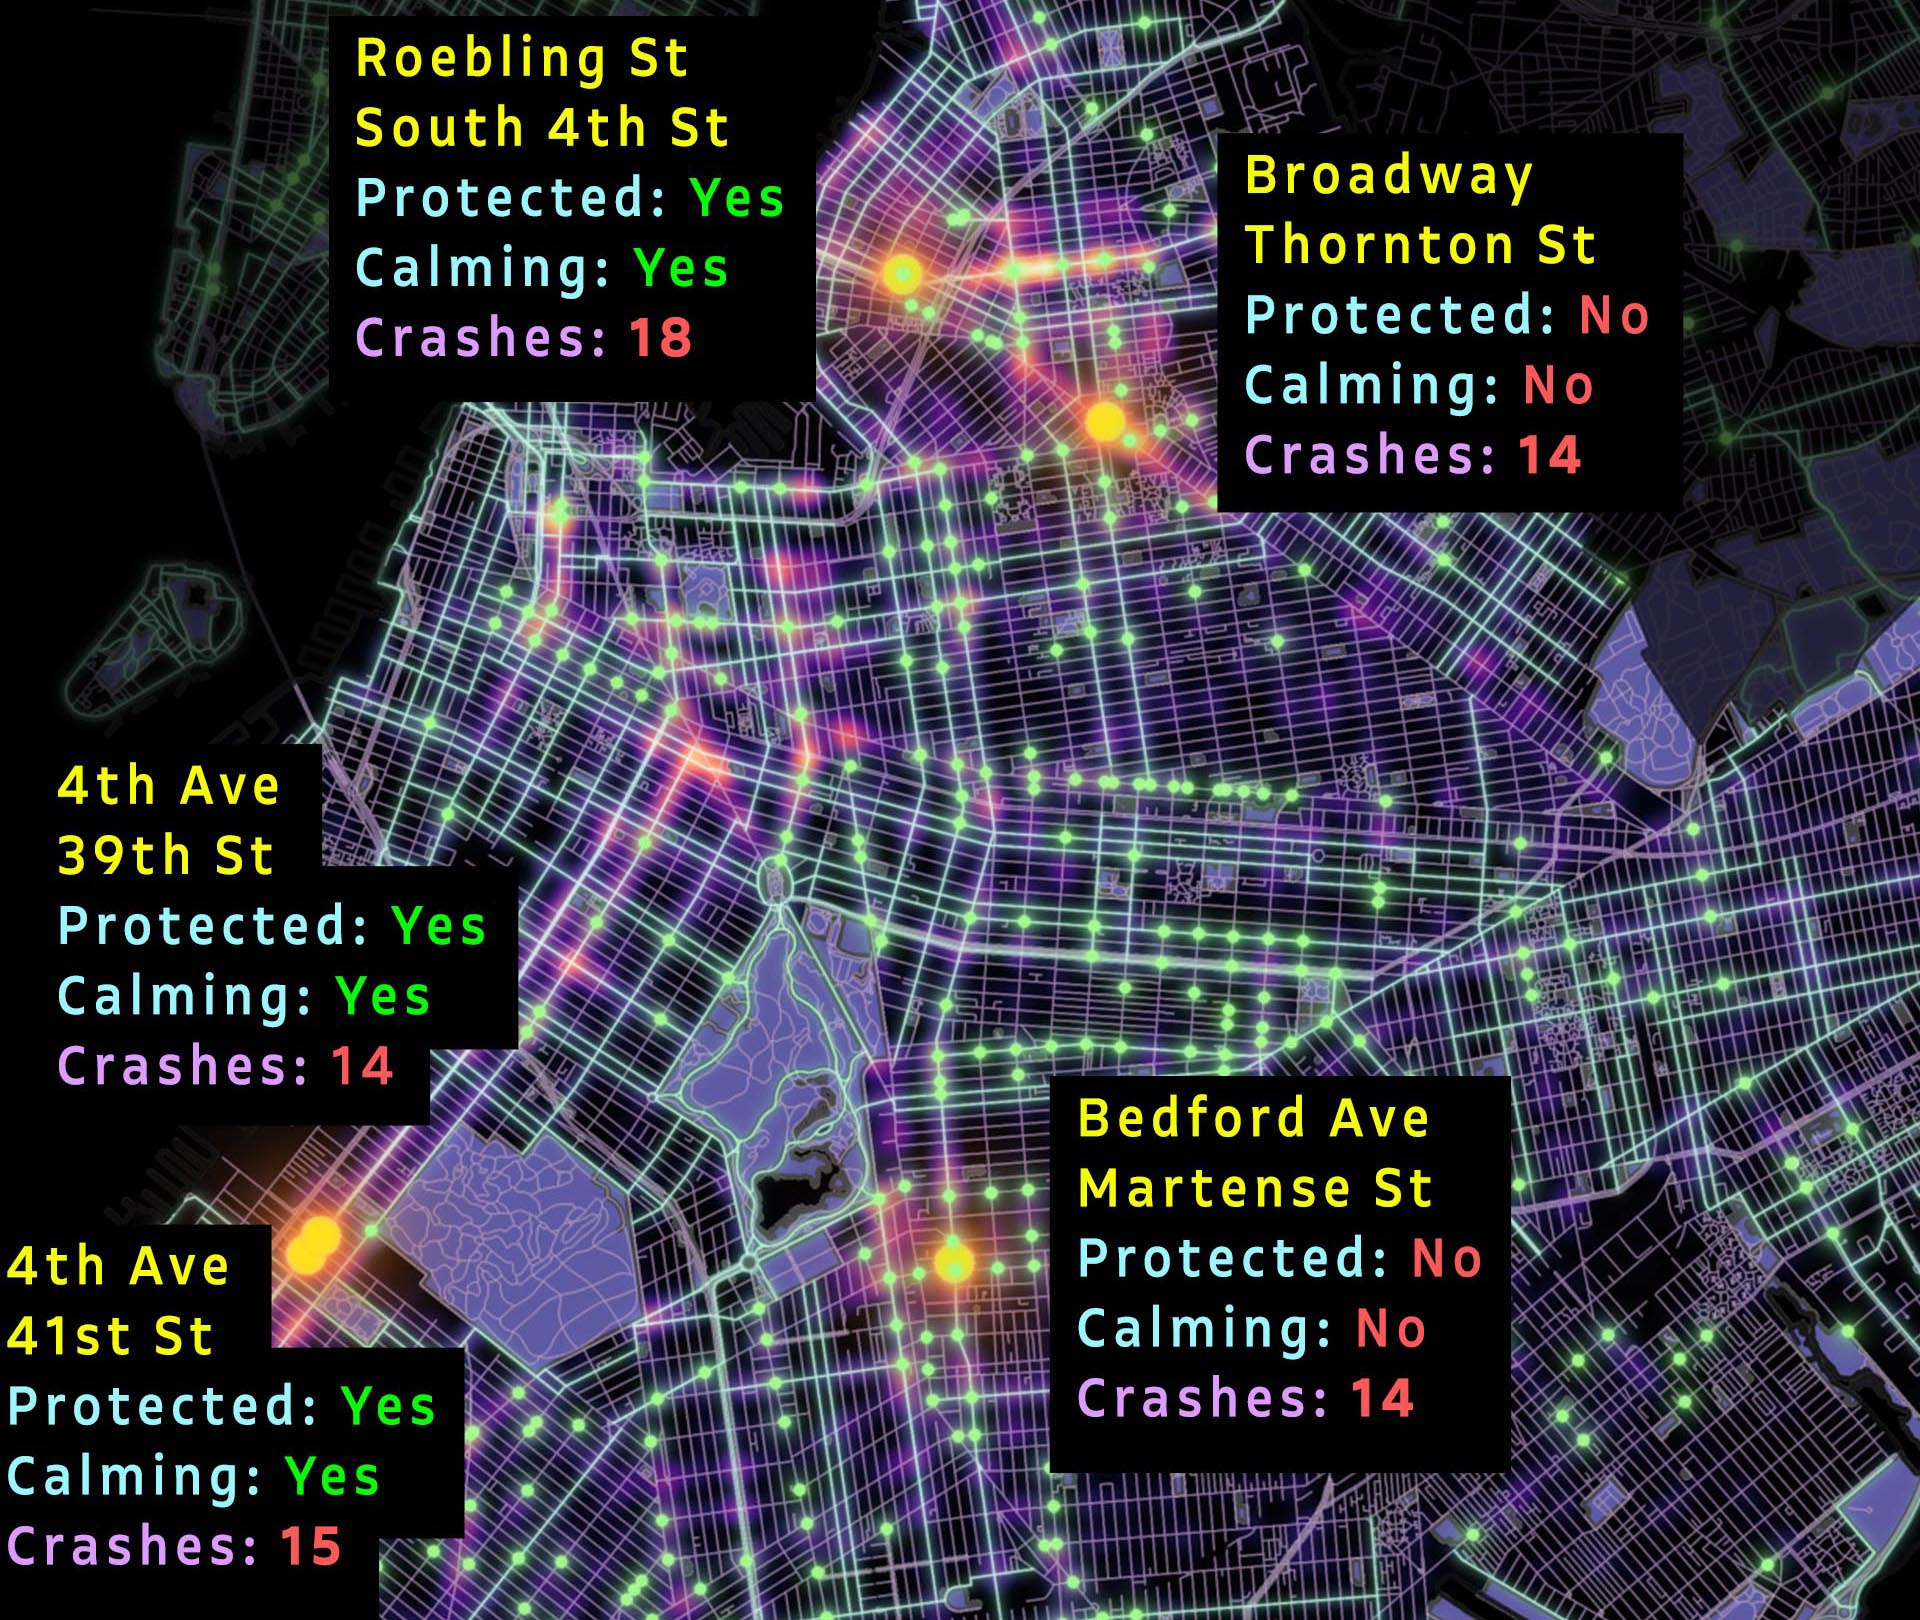 Roebling St
South 4th St
Protected: Yes
Calming: Yes
Crashes: 18
Broadway
Thornton St
Protected: No
Calming: No
Crashes: 14
4th Ave
39th St
Protected: Yes
Calming: Yes
Crashes: 14
Bedford Ave
Martense St
Protected: No
Calming: No
Crashes: 14
4th Ave
41st St
Protected: Yes
Calming: Yes
Crashes: 15